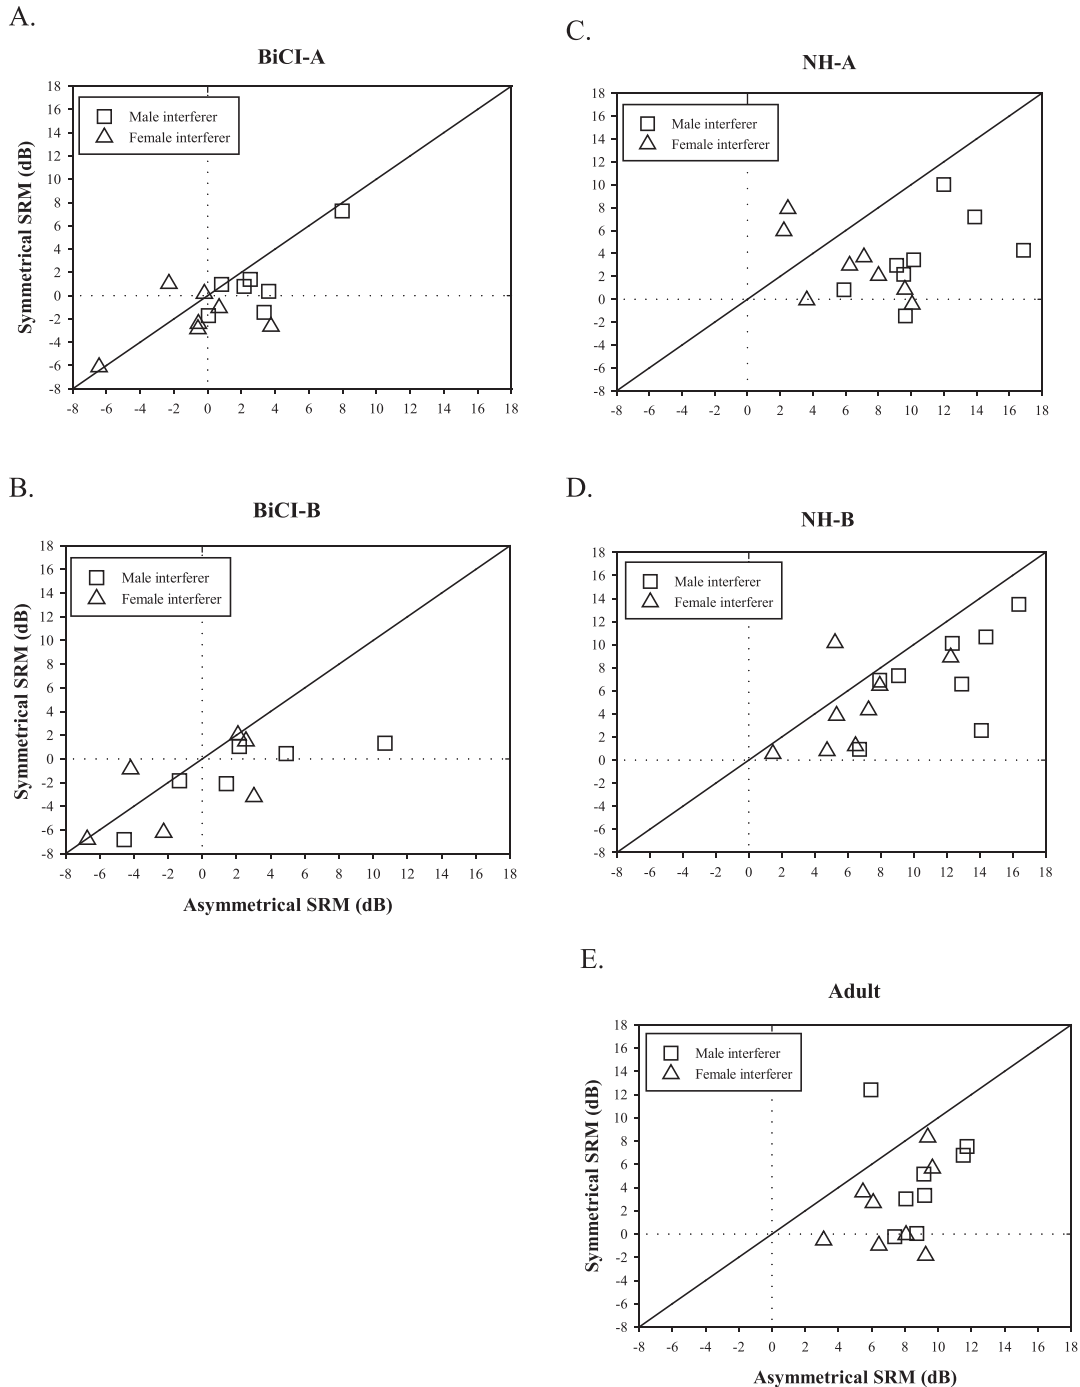 A.
BiCI-A
18
16
14
12
10
8
6
4
2
0
-2
-4
-6
-8
Symmetrical SRM (dB)
Male interferer
Female interferer
-8 -6 -4 -2 0 2 4 6 8 10 12 14 16 18
C.
NH-A
18
16
14
12
10
8
6
4
2
0
-2
-4
-6
-8
Male interferer
Female interferer
-8 -6 -4 -2 0 2 4 6 8 10 12 14 16 18
B.
BiCI-B
18
16
14
12
10
8
6
4
2
0
-2
-4
-6
-8
Symmetrical SRM (dB)
Male interferer
Female interferer
-8 -6 -4 -2 0 2 4 6 8 10 12 14 16 18
Asymmetrical SRM (dB)
D.
NH-B
18
16
14
12
10
8
6
4
2
0
-2
-4
-6
-8
Male interferer
Female interferer
-8 -6 -4 -2 0 2 4 6 8 10 12 14 16 18
E.
Adult
18
16
14
12
10
8
6
4
2
0
-2
-4
-6
-8
Symmetrical SRM (dB)
Male interferer
Female interferer
-8 -6 -4 -2 0 2 4 6 8 10 12 14 16 18
Asymmetrical SRM (dB)